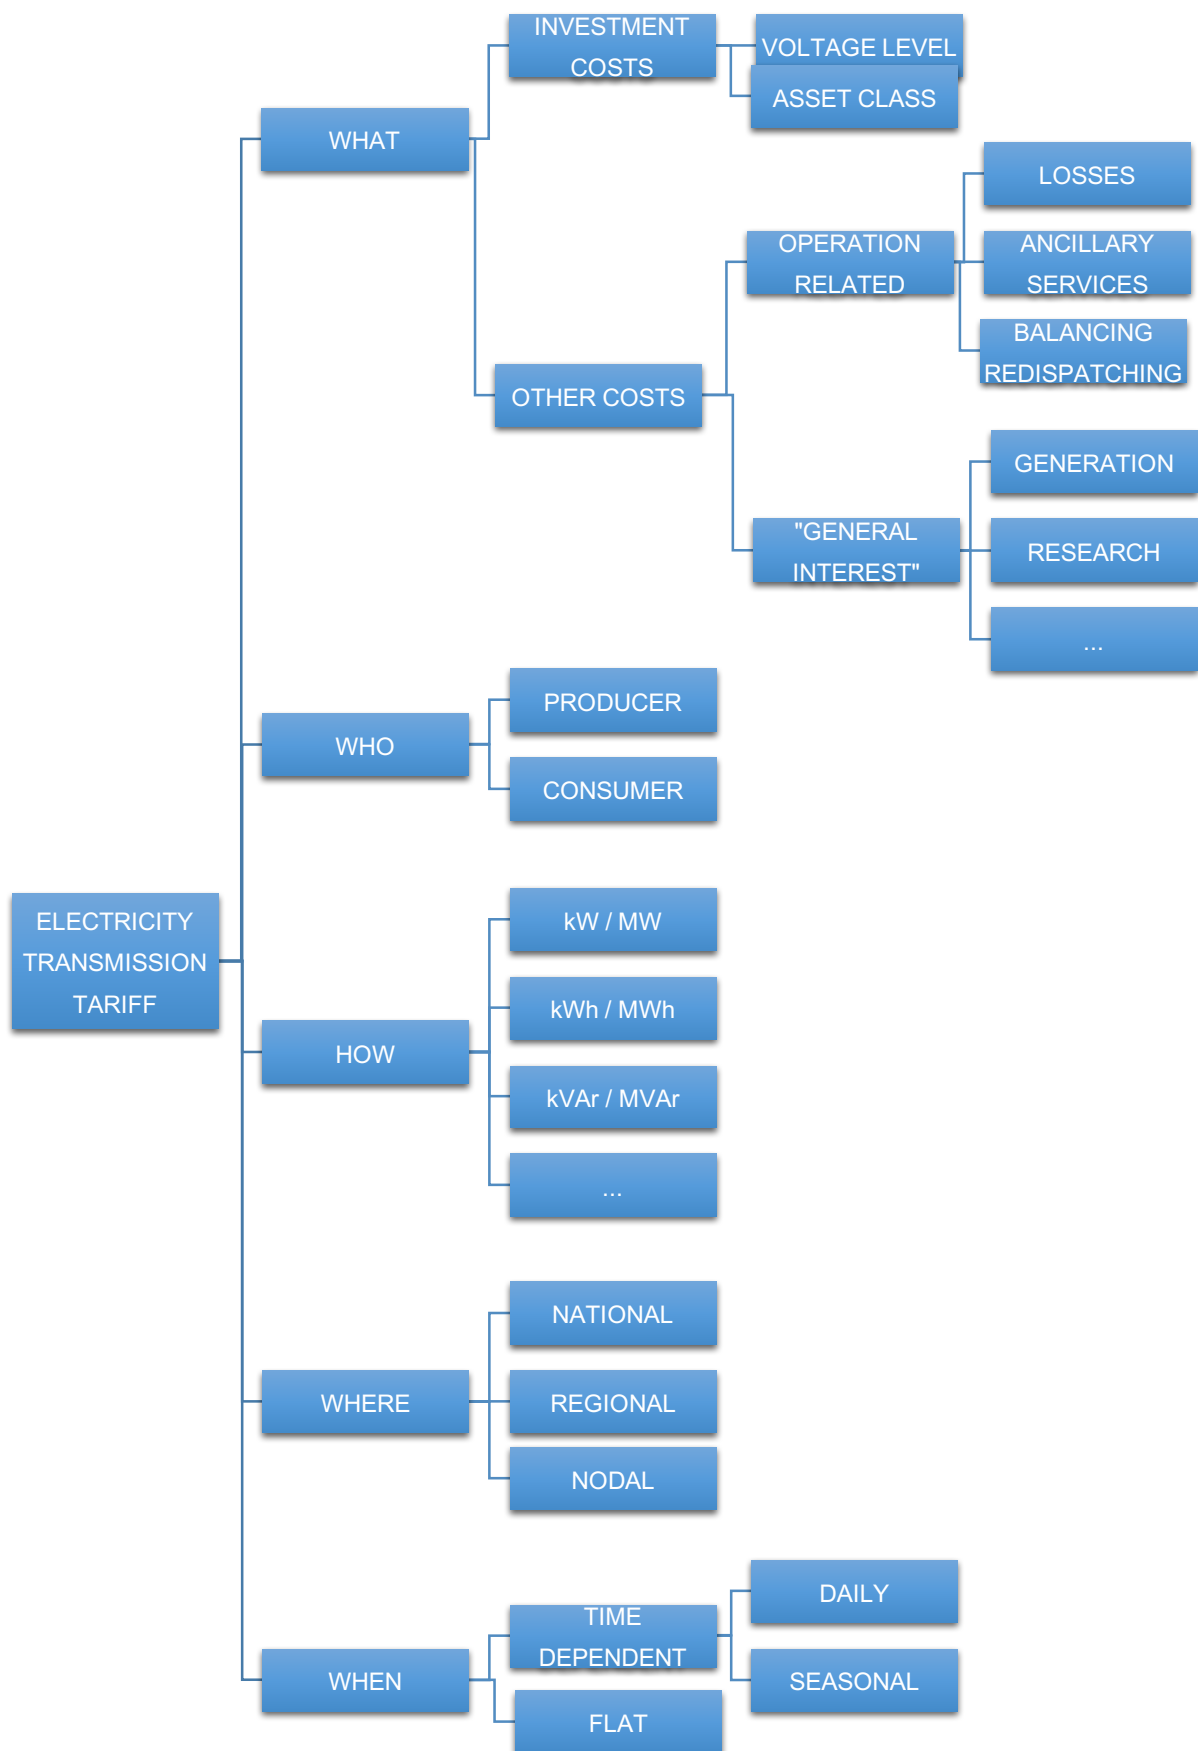 INVESTMENT
COSTS
VOLTAGE LEVEL
ASSET CLASS
WHAT
LOSSES
OPERATION
RELATED
ANCILLARY
SERVICES
BALANCING
REDISPATCHING
OTHER COSTS
GENERATION
"GENERAL
INTEREST"
RESEARCH
...
PRODUCER
WHO
CONSUMER
ELECTRICITY
TRANSMISSION
TARIFF
kW / MW
kWh / MWh
HOW
kVAr / MVAr
...
NATIONAL
WHERE
REGIONAL
NODAL
TIME
DEPENDENT
DAILY
WHEN
SEASONAL
FLAT